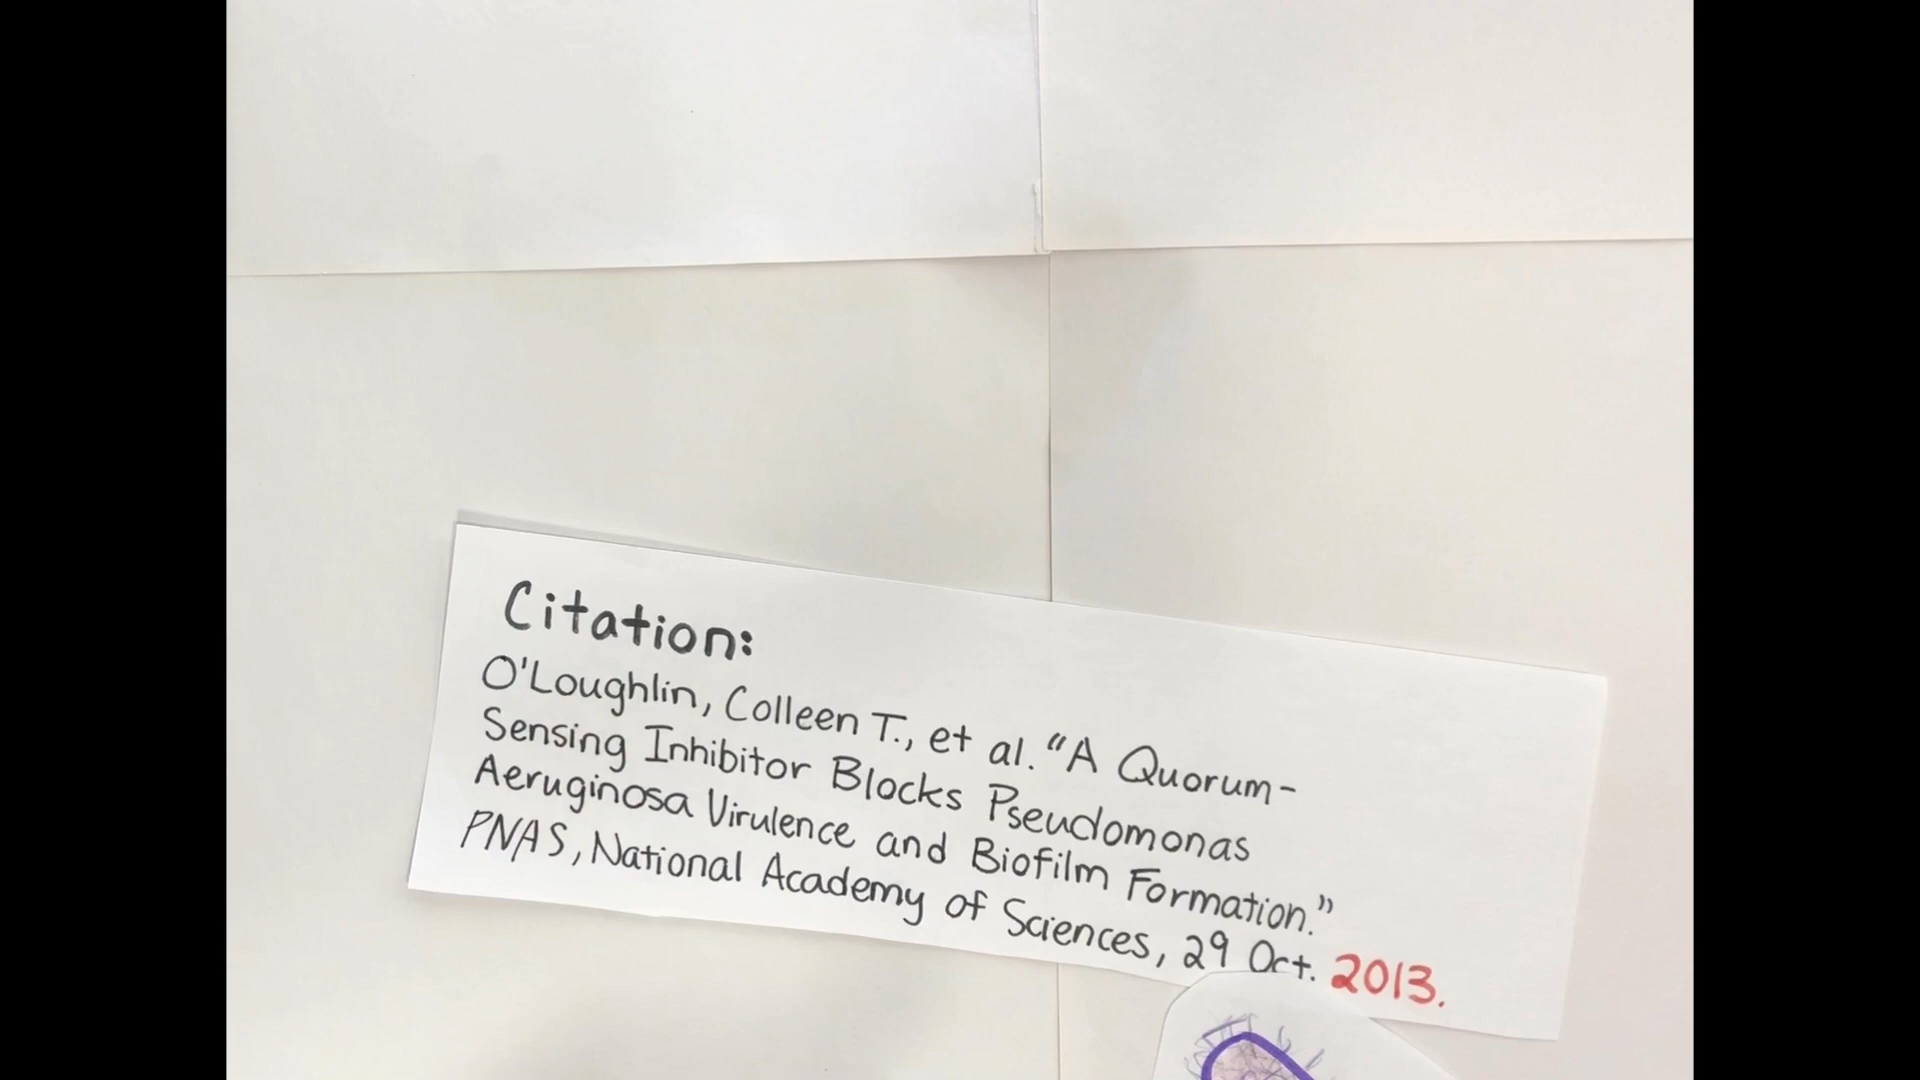 Citation:
O'Loughlin, Colleen T., et al. "A Quorum-
Sensing Inhibitor Blocks Pseudomonas
Aeruginosa Virulence and Biofilm Formation."
PNAS, National Academy of Sciences, 29 Oct. 2013.